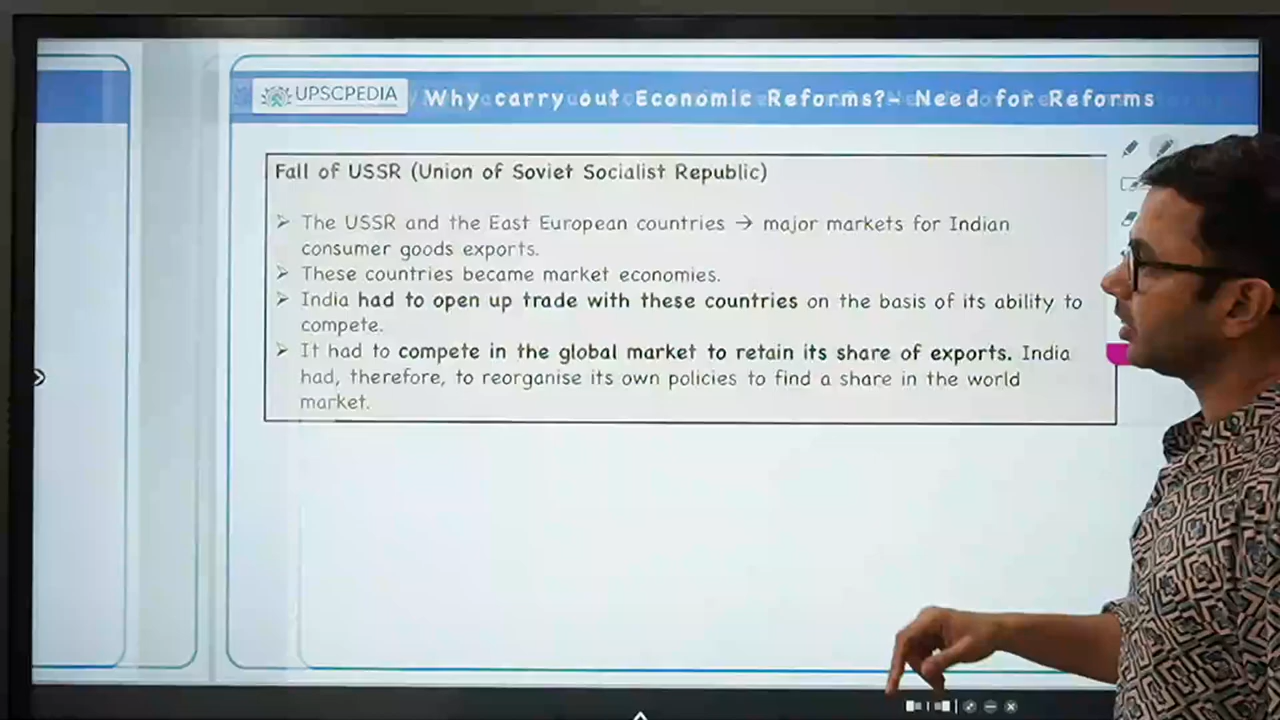 UPSCPEDIA Why carry out Economic Reforms?- Need for Reforms
Fall of USSR (Union of Soviet Socialist Republic)
➤ The USSR and the East European countries → major markets for Indian
consumer goods exports.
➤ These countries became market economies.
➤ India had to open up trade with these countries on the basis of its ability to
compete.
➤ It had to compete in the global market to retain its share of exports. India
had, therefore, to reorganise its own policies to find a share in the world
market.